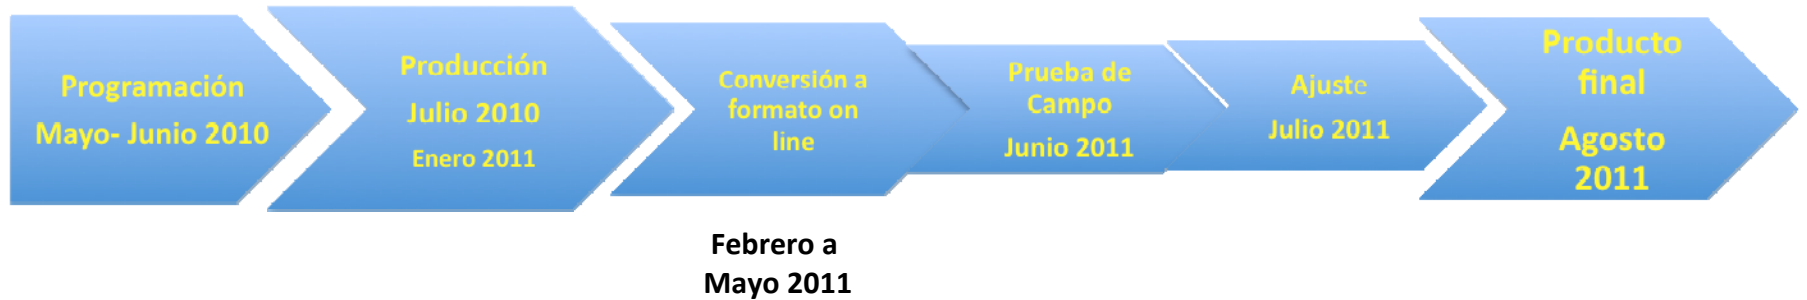 Programación
Mayo- Junio 2010
Producción
Julio 2010
Enero 2011
Conversión a
formato on
line
Febrero a
Mayo 2011
Prueba de
Campo
Junio 2011
Ajuste
Julio 2011
Producto
final
Agosto
2011